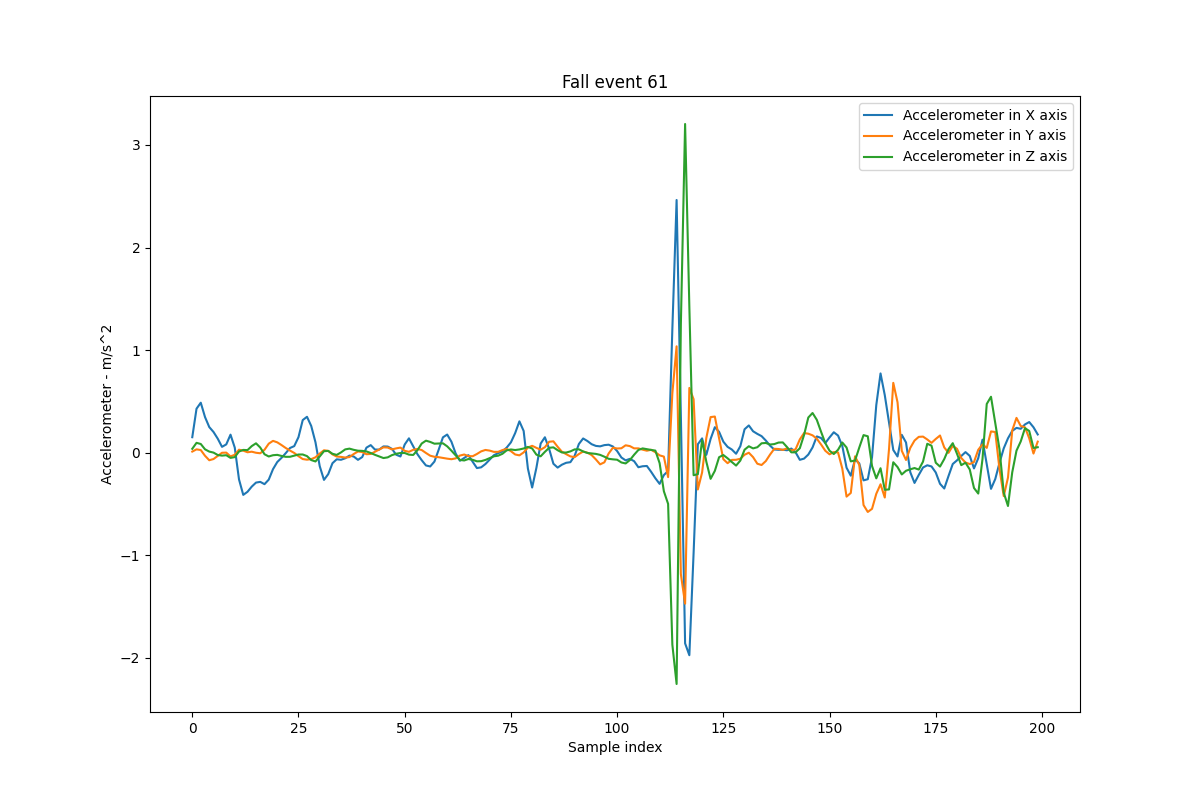 Fall event 61
Accelerometer in X axis
Accelerometer in Y axis
Accelerometer in Z axis
Accelerometer - m/s^2
3
2
1
0
−1
−2
0 25 50 75 100 125 150 175 200
Sample index